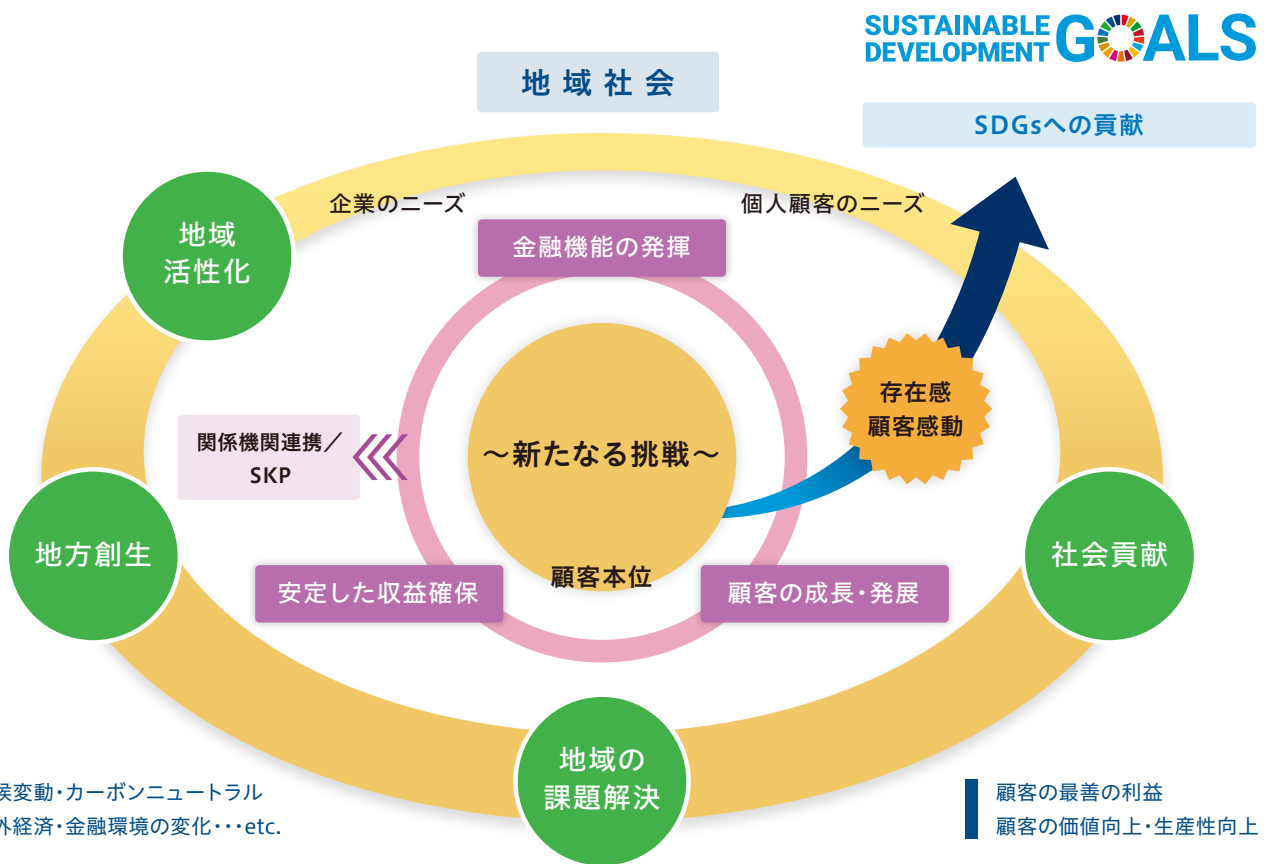 SUSTAINABLE
DEVELOPMENT
GOALS
地域社会
SDGsへの貢献
企業のニーズ
個人顧客のニーズ
地域
活性化
金融機能の発揮
存在感
顧客感動
関係機関連携／
SKP
～新たなる挑戦～
地方創生
社会貢献
顧客本位
安定した収益確保
顧客の成長・発展
地域の
課題解決
候変動・カーボンニュートラル
外経済・金融環境の変化・・・etc.
顧客の最善の利益
顧客の価値向上・生産性向上